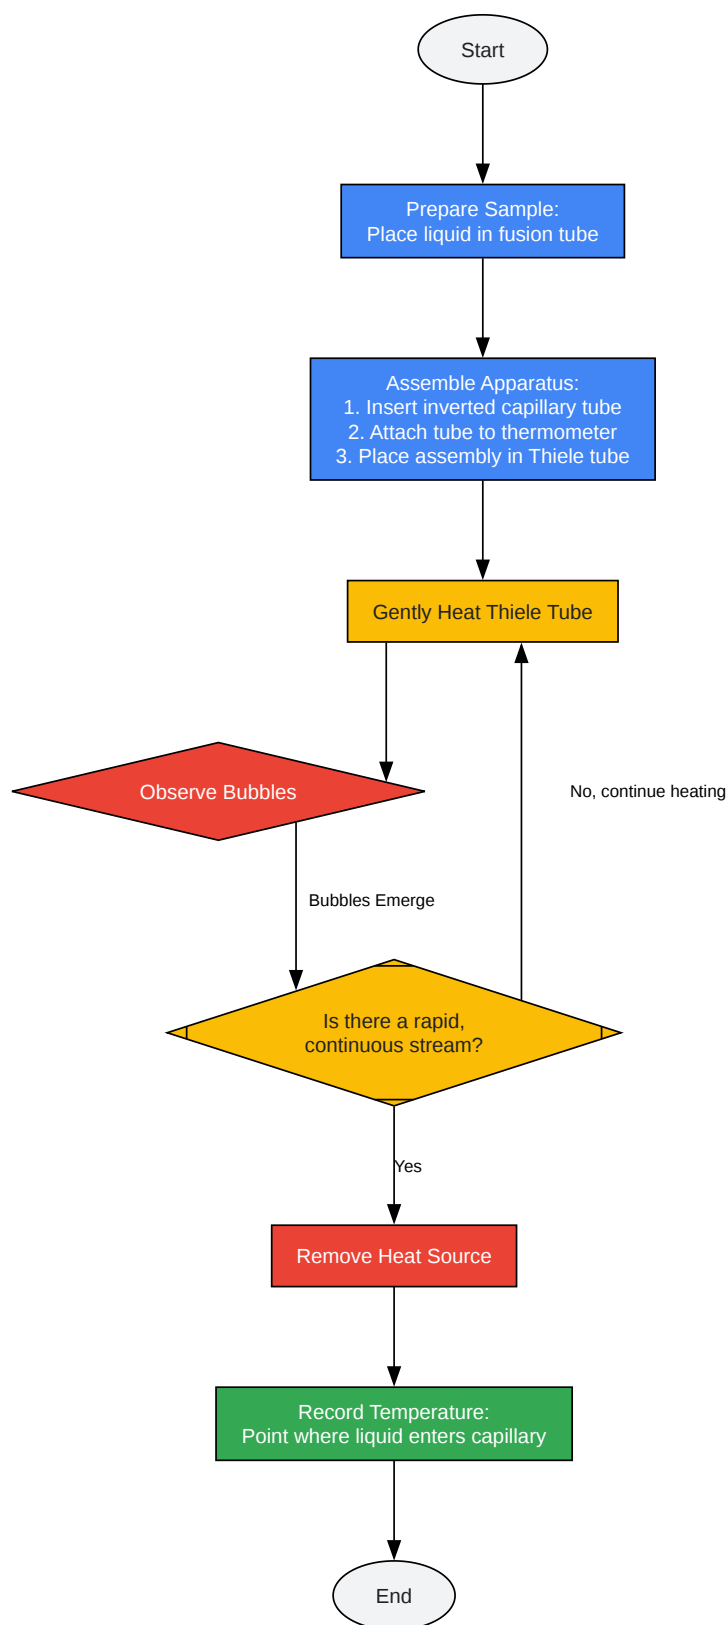 Start
Prepare Sample:
Place liquid in fusion tube
Assemble Apparatus:
1. Insert inverted capillary tube
2. Attach tube to thermometer
3. Place assembly in Thiele tube
Gently Heat Thiele Tube
Observe Bubbles
No, continue heating
Bubbles Emerge
Is there a rapid,
continuous stream?
Yes
Remove Heat Source
Record Temperature:
Point where liquid enters capillary
End